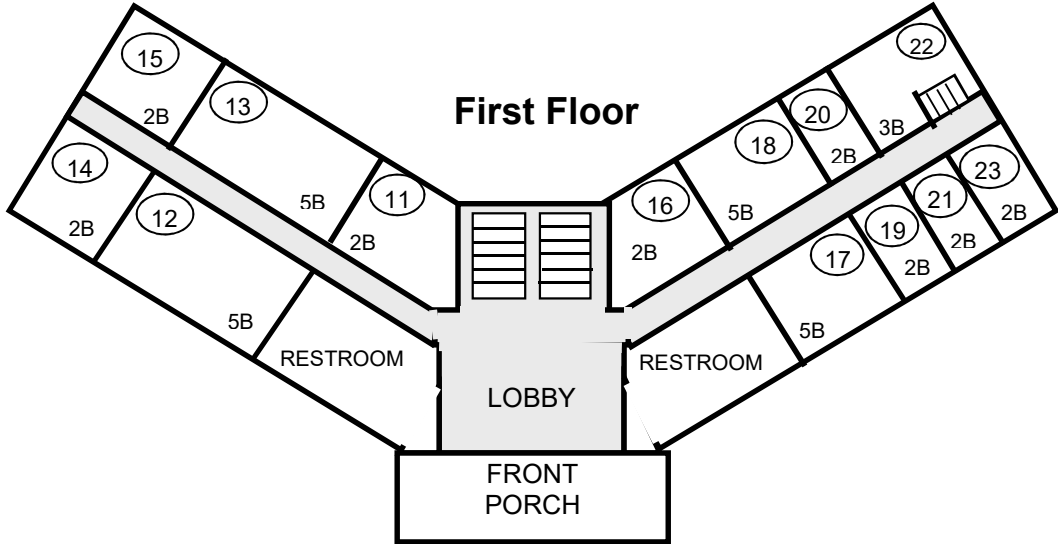 First Floor
15
2B
13
5B
11
2B
14
2B
12
5B
RESTROOM
16
2B
18
5B
20
2B
22
3B
RESTROOM
17
5B
19
2B
21
2B
23
2B
LOBBY
FRONT
PORCH